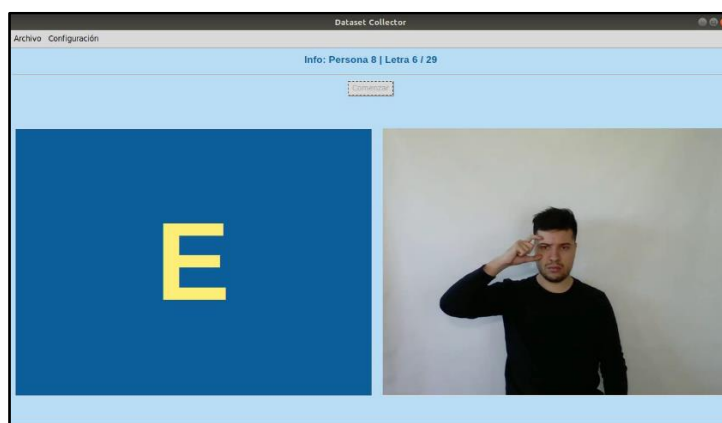 Dataset Collector
Archivo Configuración
Info: Persona 8 | Letra 6 / 29
Comenzar
E